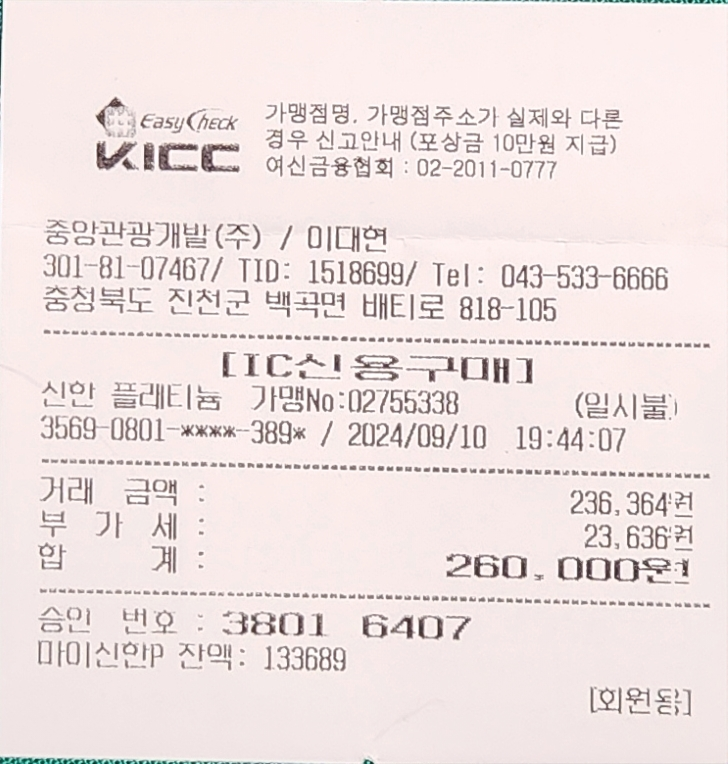 EasyCheck
KICC
가맹점명, 가맹점주소가 실제와 다른
경우 신고안내 (포상금 10만원 지급)
여신금융협회 : 02-2011-0777
중앙관광개발(주) / 이대현
301-81-07467/ TID: 1518699/ Tel: 043-533-6666
충청북도 진천군 백곡면 배티로 818-105
[IC신용구매]
신한 플래티늄 가맹No:02755338 (일시불)
3569-0801-****-389* / 2024/09/10 19:44:07
거래 금액 : 236,364원
부 가 세 : 23,636원
합 계 : 260,000원
승인 번호 : 3801 6407
마이신한P 잔액: 133689
[회원용]